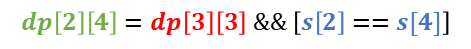 dp[2][4] = dp[3][3] && [s[2] == s[4]]